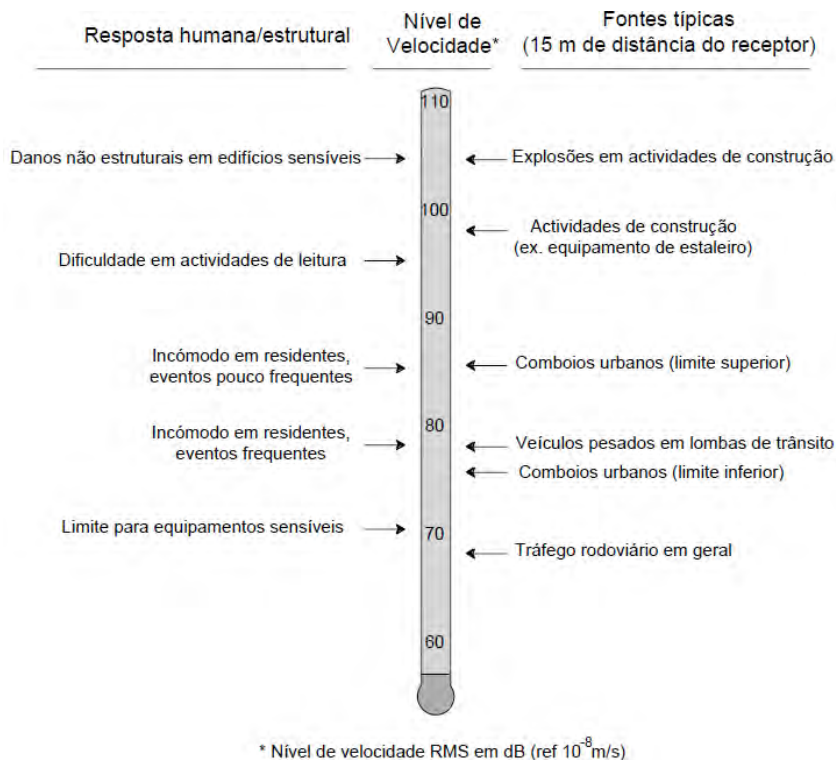 Resposta humana/estrutural
Nível de
Velocidade*
Fontes típicas
(15 m de distância do receptor)
110
Danos não estruturais em edifícios sensíveis
Explosões em actividades de construção
100
Actividades de construção
(ex. equipamento de estaleiro)
Dificuldade em actividades de leitura
90
Incómodo em residentes,
eventos pouco frequentes
Comboios urbanos (limite superior)
80
Incómodo em residentes,
eventos frequentes
Veículos pesados em lombas de trânsito
Comboios urbanos (limite inferior)
Limite para equipamentos sensíveis
70
Tráfego rodoviário em geral
60
* Nível de velocidade RMS em dB (ref 10⁻⁸m/s)